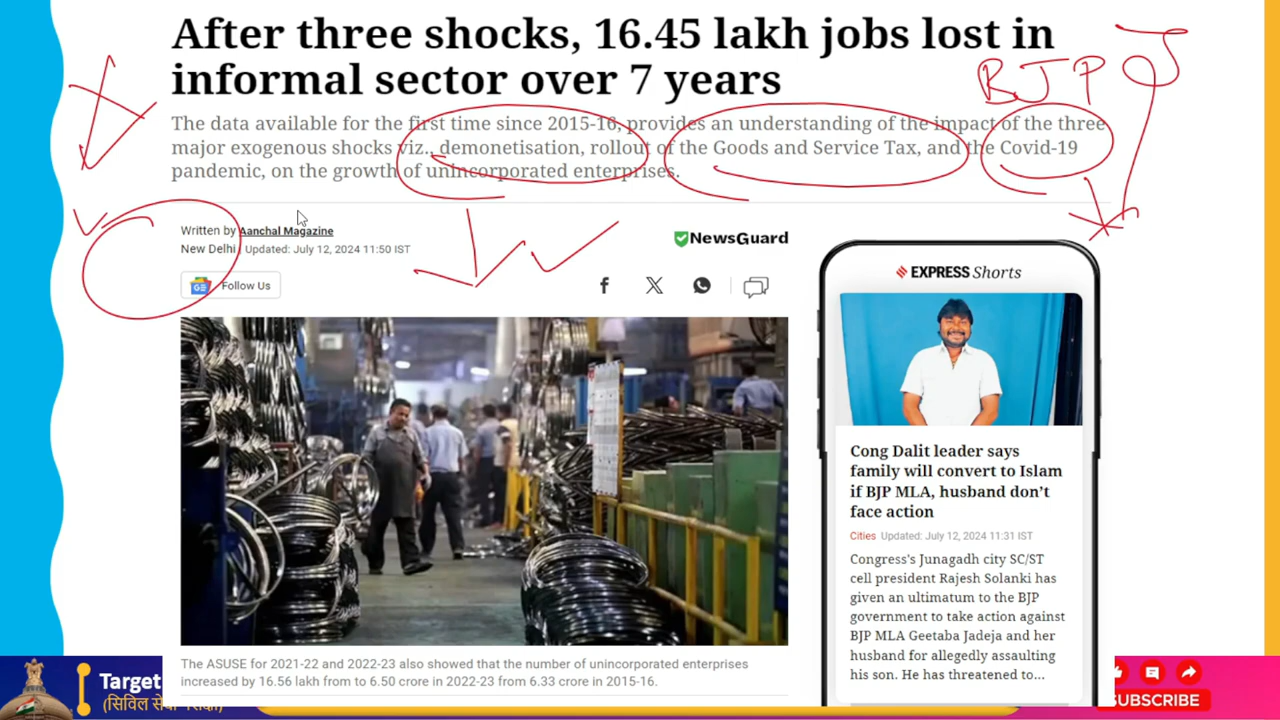 After three shocks, 16.45 lakh jobs lost in
informal sector over 7 years
BJP
The data available for the first time since 2015-16, provides an understanding of the impact of the three
major exogenous shocks viz., demonetisation, rollout of the Goods and Service Tax, and the Covid-19
pandemic, on the growth of unincorporated enterprises.
Written by Aanchal Magazine
New Delhi | Updated: July 12, 2024 11:50 IST
GE Follow Us
NewsGuard
EXPRESS Shorts
Cong Dalit leader says
family will convert to Islam
if BJP MLA, husband don't
face action
Cities Updated: July 12, 2024 11:31 IST
Congress's Junagadh city SC/ST
cell president Rajesh Solanki has
given an ultimatum to the BJP
government to take action against
BJP MLA Geetaba Jadeja and her
husband for allegedly assaulting
his son. He has threatened to...
The ASUSE for 2021-22 and 2022-23 also showed that the number of unincorporated enterprises
increased by 16.56 lakh from to 6.50 crore in 2022-23 from 6.33 crore in 2015-16.
Target
(सिविल
SUBSCRIBE